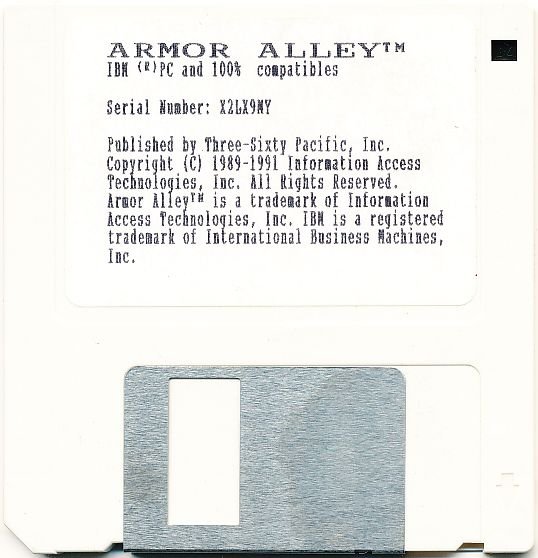 ARMOR ALLEY™
IBM (R)PC and 100% compatibles
Serial Number: X2LX9NY
Published by Three-Sixty Pacific, Inc.
Copyright (C) 1989-1991 Information Access
Technologies, Inc. All Rights Reserved.
Armor Alley™ is a trademark of Information
Access Technologies, Inc. IBM is a registered
trademark of International Business Machines,
Inc.